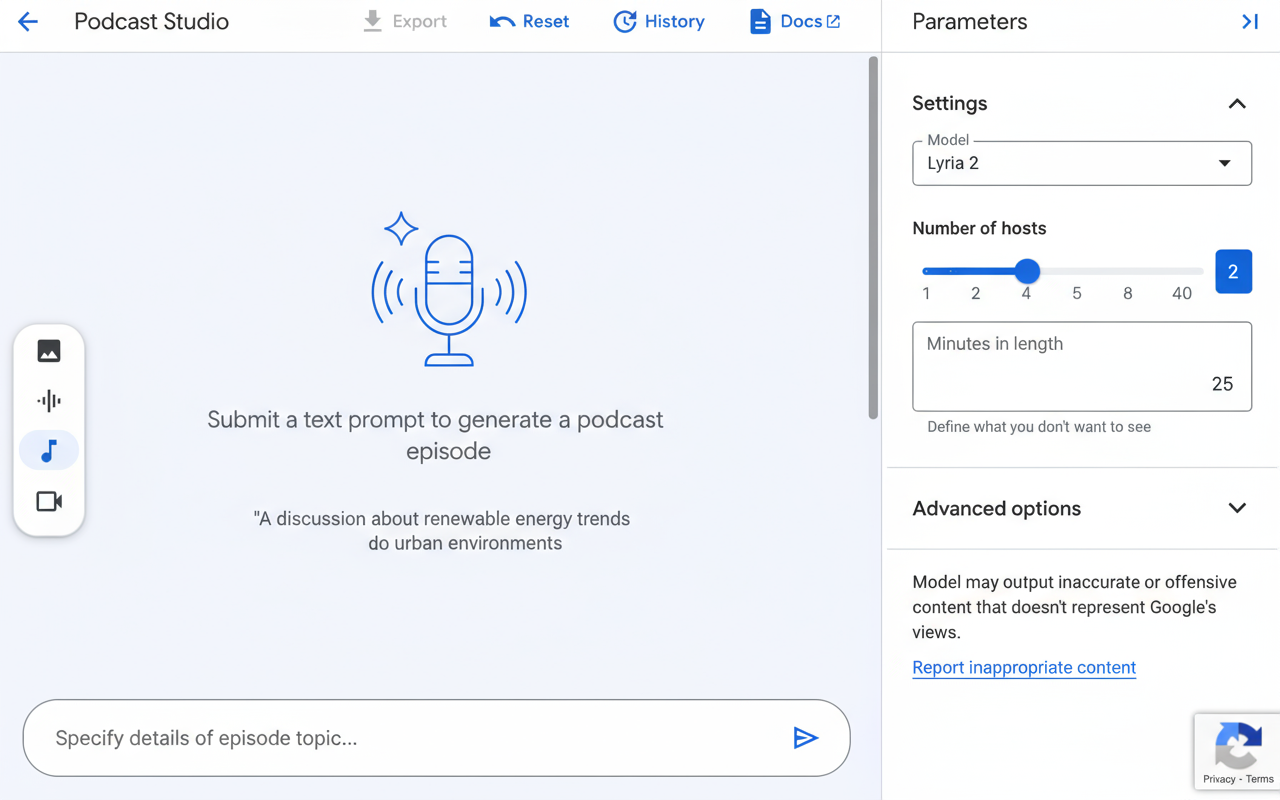 Podcast Studio
Export
Reset
History
Docs
Submit a text prompt to generate a podcast
episode
"A discussion about renewable energy trends
do urban environments
Specify details of episode topic...
Parameters
Settings
Model
Lyria 2
Number of hosts
2
1 2 4 5 8 40
Minutes in length
25
Define what you don't want to see
Advanced options
Model may output inaccurate or offensive
content that doesn't represent Google's
views.
Report inappropriate content
Privacy - Terms